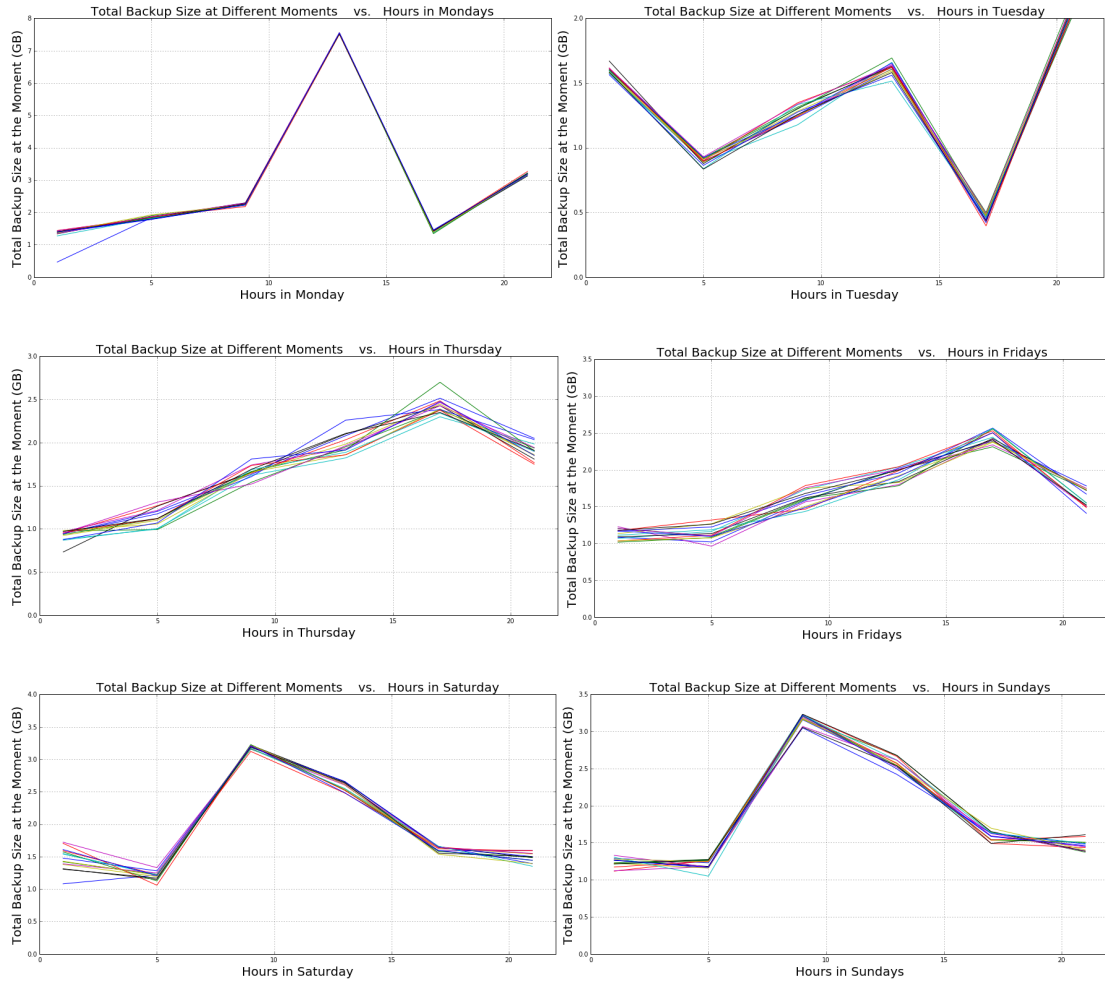 Total Backup Size at Different Moments vs. Hours in Mondays
Total Backup Size at the Moment (GB)
8
7
6
5
4
3
2
1
0
0 5 10 15 20
Hours in Monday
Total Backup Size at Different Moments vs. Hours in Tuesday
Total Backup Size at the Moment (GB)
2.0
1.5
1.0
0.5
0.0
0 5 10 15 20
Hours in Tuesday
Total Backup Size at Different Moments vs. Hours in Thursday
Total Backup Size at the Moment (GB)
3.0
2.5
2.0
1.5
1.0
0.5
0.0
0 5 10 15 20
Hours in Thursday
Total Backup Size at Different Moments vs. Hours in Fridays
Total Backup Size at the Moment (GB)
3.5
3.0
2.5
2.0
1.5
1.0
0.5
0.0
0 5 10 15 20
Hours in Fridays
Total Backup Size at Different Moments vs. Hours in Saturday
Total Backup Size at the Moment (GB)
4.0
3.5
3.0
2.5
2.0
1.5
1.0
0.5
0.0
0 5 10 15 20
Hours in Saturday
Total Backup Size at Different Moments vs. Hours in Sundays
Total Backup Size at the Moment (GB)
3.5
3.0
2.5
2.0
1.5
1.0
0.5
0.0
0 5 10 15 20
Hours in Sundays